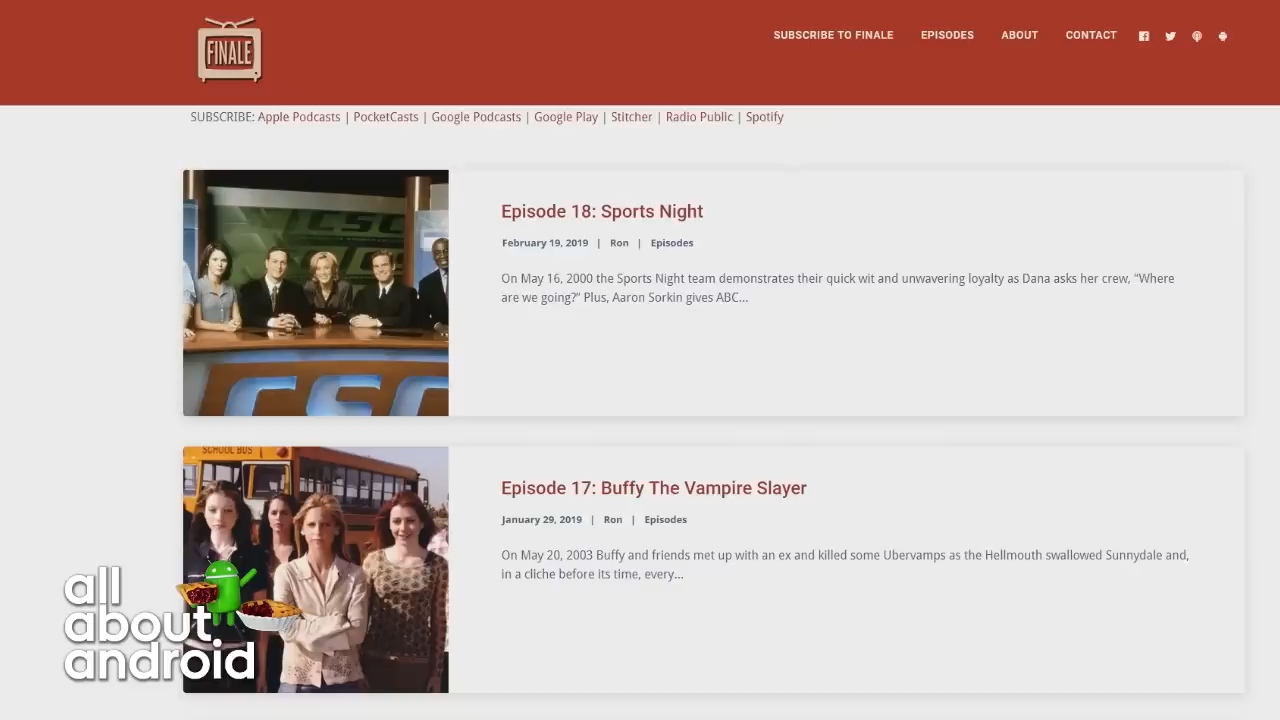 FINALE
SUBSCRIBE TO FINALE EPISODES ABOUT CONTACT
SUBSCRIBE: Apple Podcasts | PocketCasts | Google Podcasts | Google Play | Stitcher | Radio Public | Spotify
CSC
CSC
Episode 18: Sports Night
February 19, 2019 | Ron | Episodes
On May 16, 2000 the Sports Night team demonstrates their quick wit and unwavering loyalty as Dana asks her crew, “Where
are we going?” Plus, Aaron Sorkin gives ABC...
SCHOOL BUS
Episode 17: Buffy The Vampire Slayer
January 29, 2019 | Ron | Episodes
On May 20, 2003 Buffy and friends met up with an ex and killed some Ubervamps as the Hellmouth swallowed Sunnydale and,
in a cliche before its time, every...
all
about
android